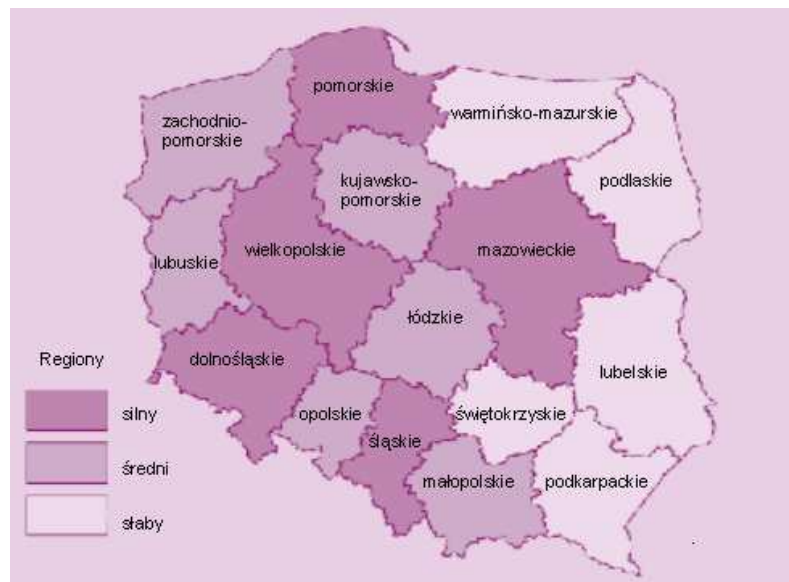 pomorskie
zachodnio-
pomorskie
warmińsko-mazurskie
kujawsko-
pomorskie
podlaskie
lubuskie
wielkopolskie
mazowieckie
łódzkie
Regiony
dolnośląskie
lubelskie
silny
opolskie
śląskie
świętokrzyskie
średni
małopolskie
podkarpackie
słaby